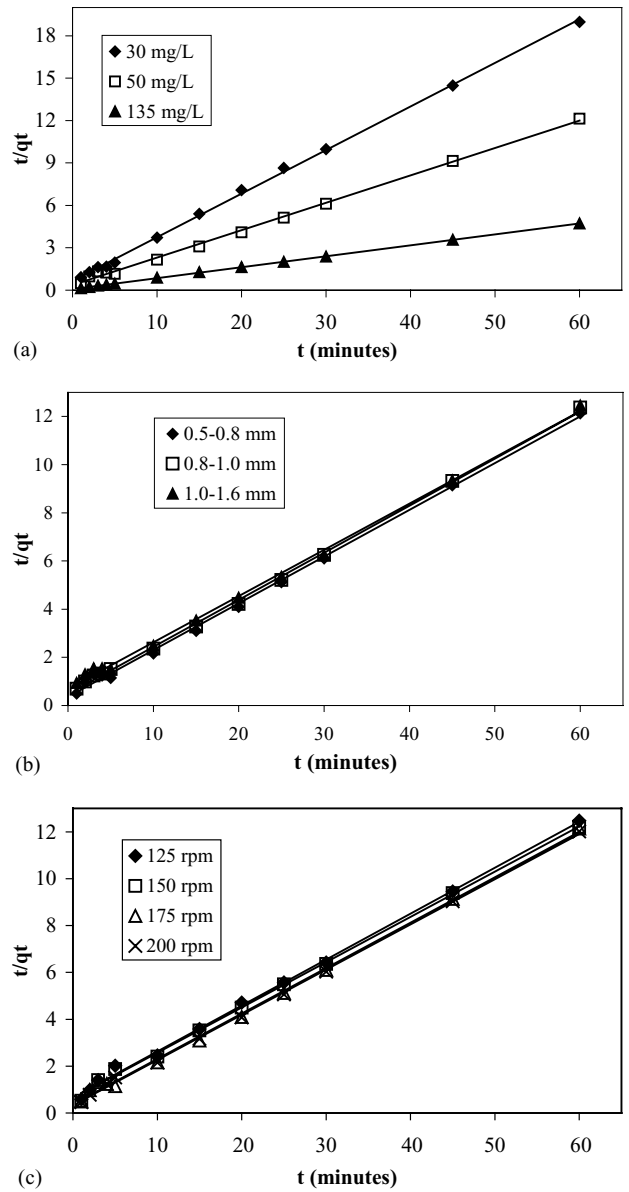 18
30 mg/L
50 mg/L
15
135 mg/L
12
t/qt
9
6
3
0
0 10 20 30 40 50 60
(a)
t (minutes)
12
0.5-0.8 mm
0.8-1.0 mm
10
1.0-1.6 mm
8
t/qt
6
4
2
0
0 10 20 30 40 50 60
(b)
t (minutes)
12
125 rpm
150 rpm
10
175 rpm
200 rpm
8
t/qt
6
4
2
0
0 10 20 30 40 50 60
(c)
t (minutes)